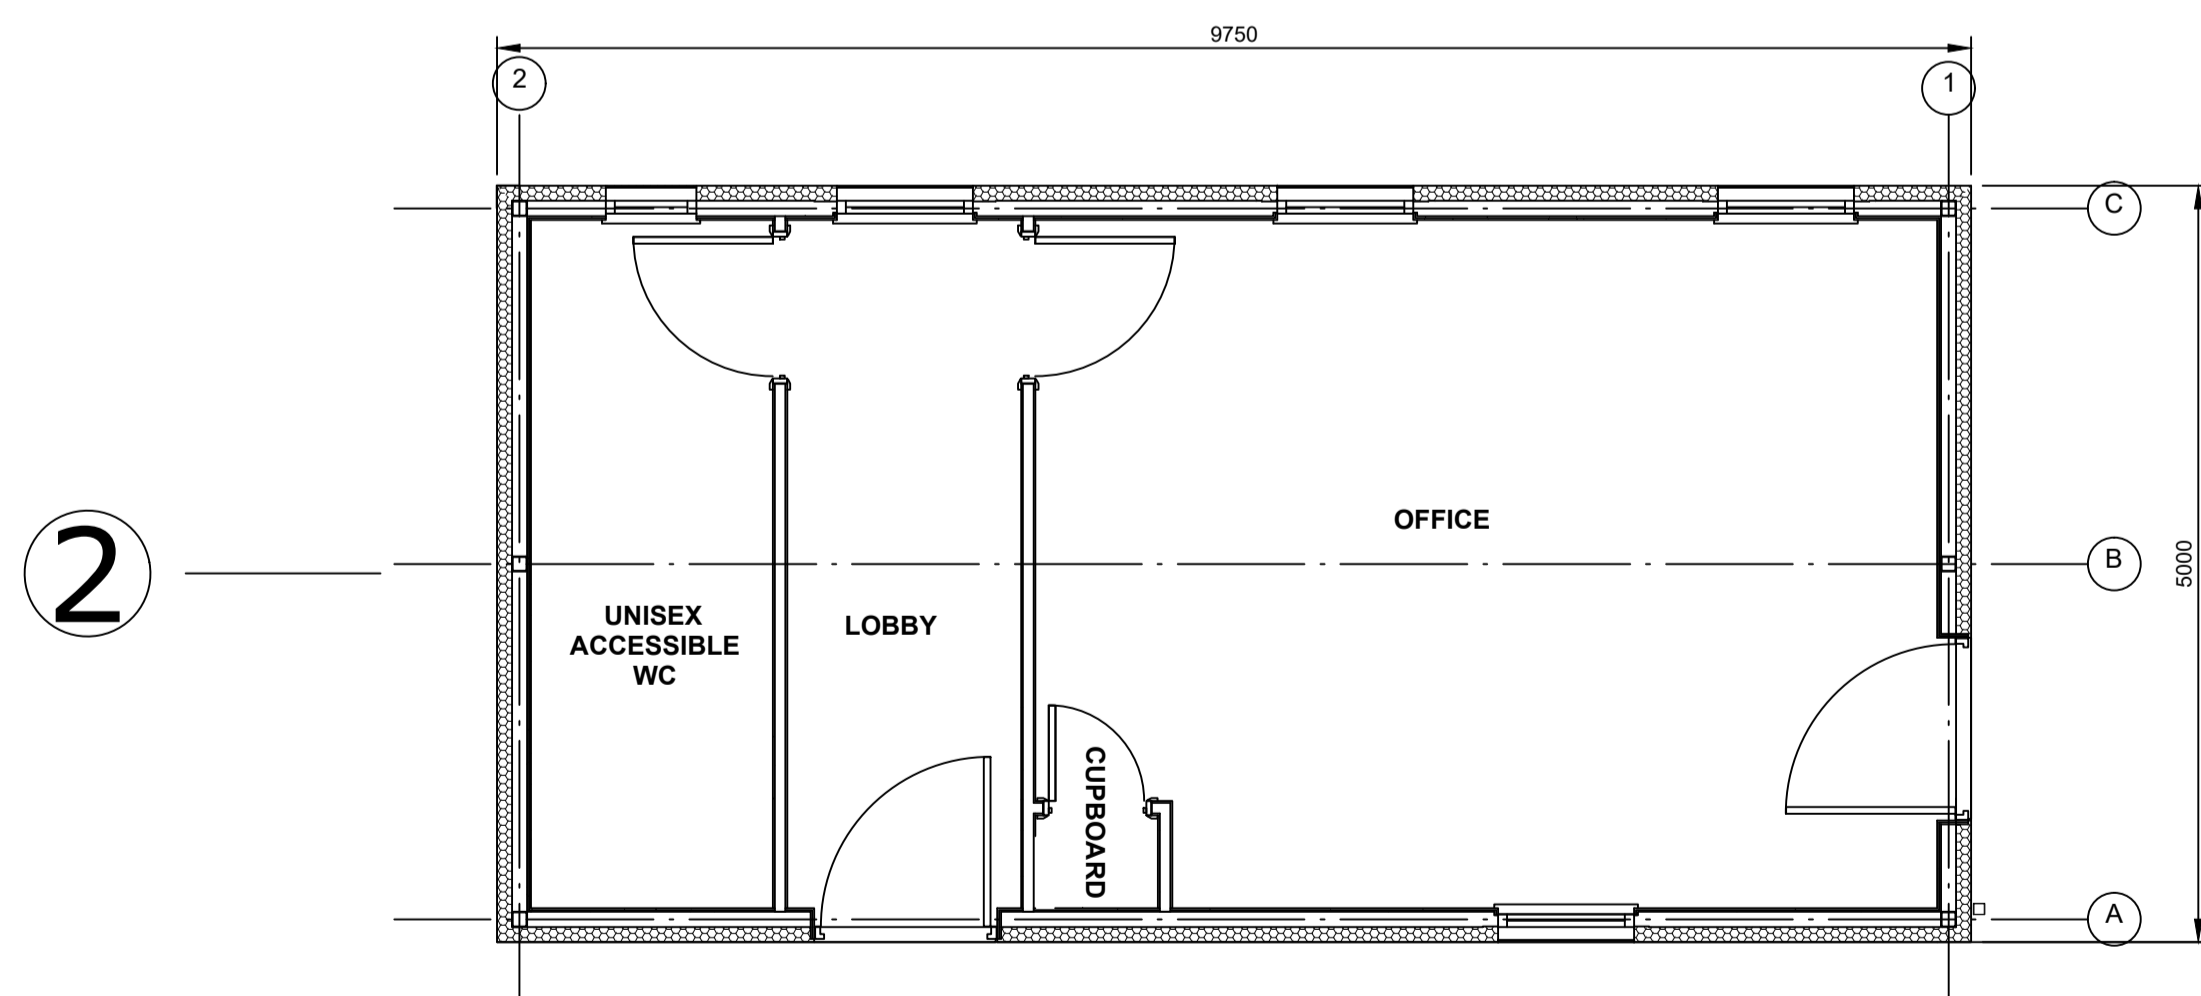 9750
2
1
C
OFFICE
B
5000
2
UNISEX
ACCESSIBLE
WC
LOBBY
CUPBOARD
A